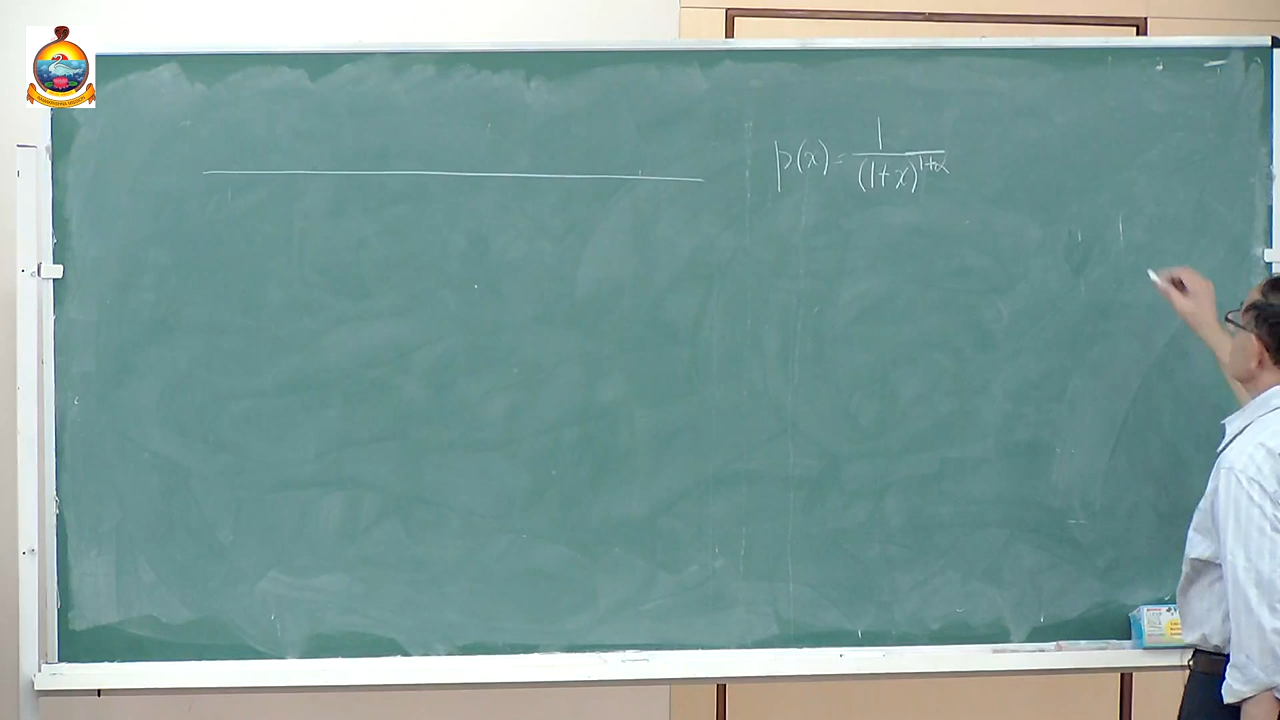 p(x) = 1/(1+x)^{1+α}